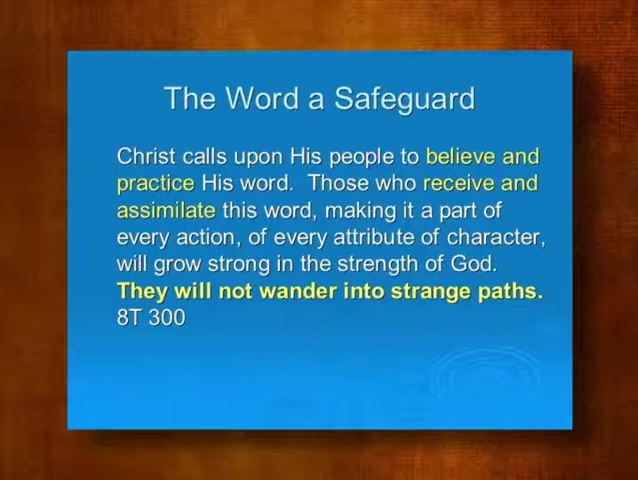 The Word a Safeguard
Christ calls upon His people to believe and
practice His word.  Those who receive and
assimilate this word, making it a part of
every action, of every attribute of character,
will grow strong in the strength of God.
They will not wander into strange paths.
8T 300